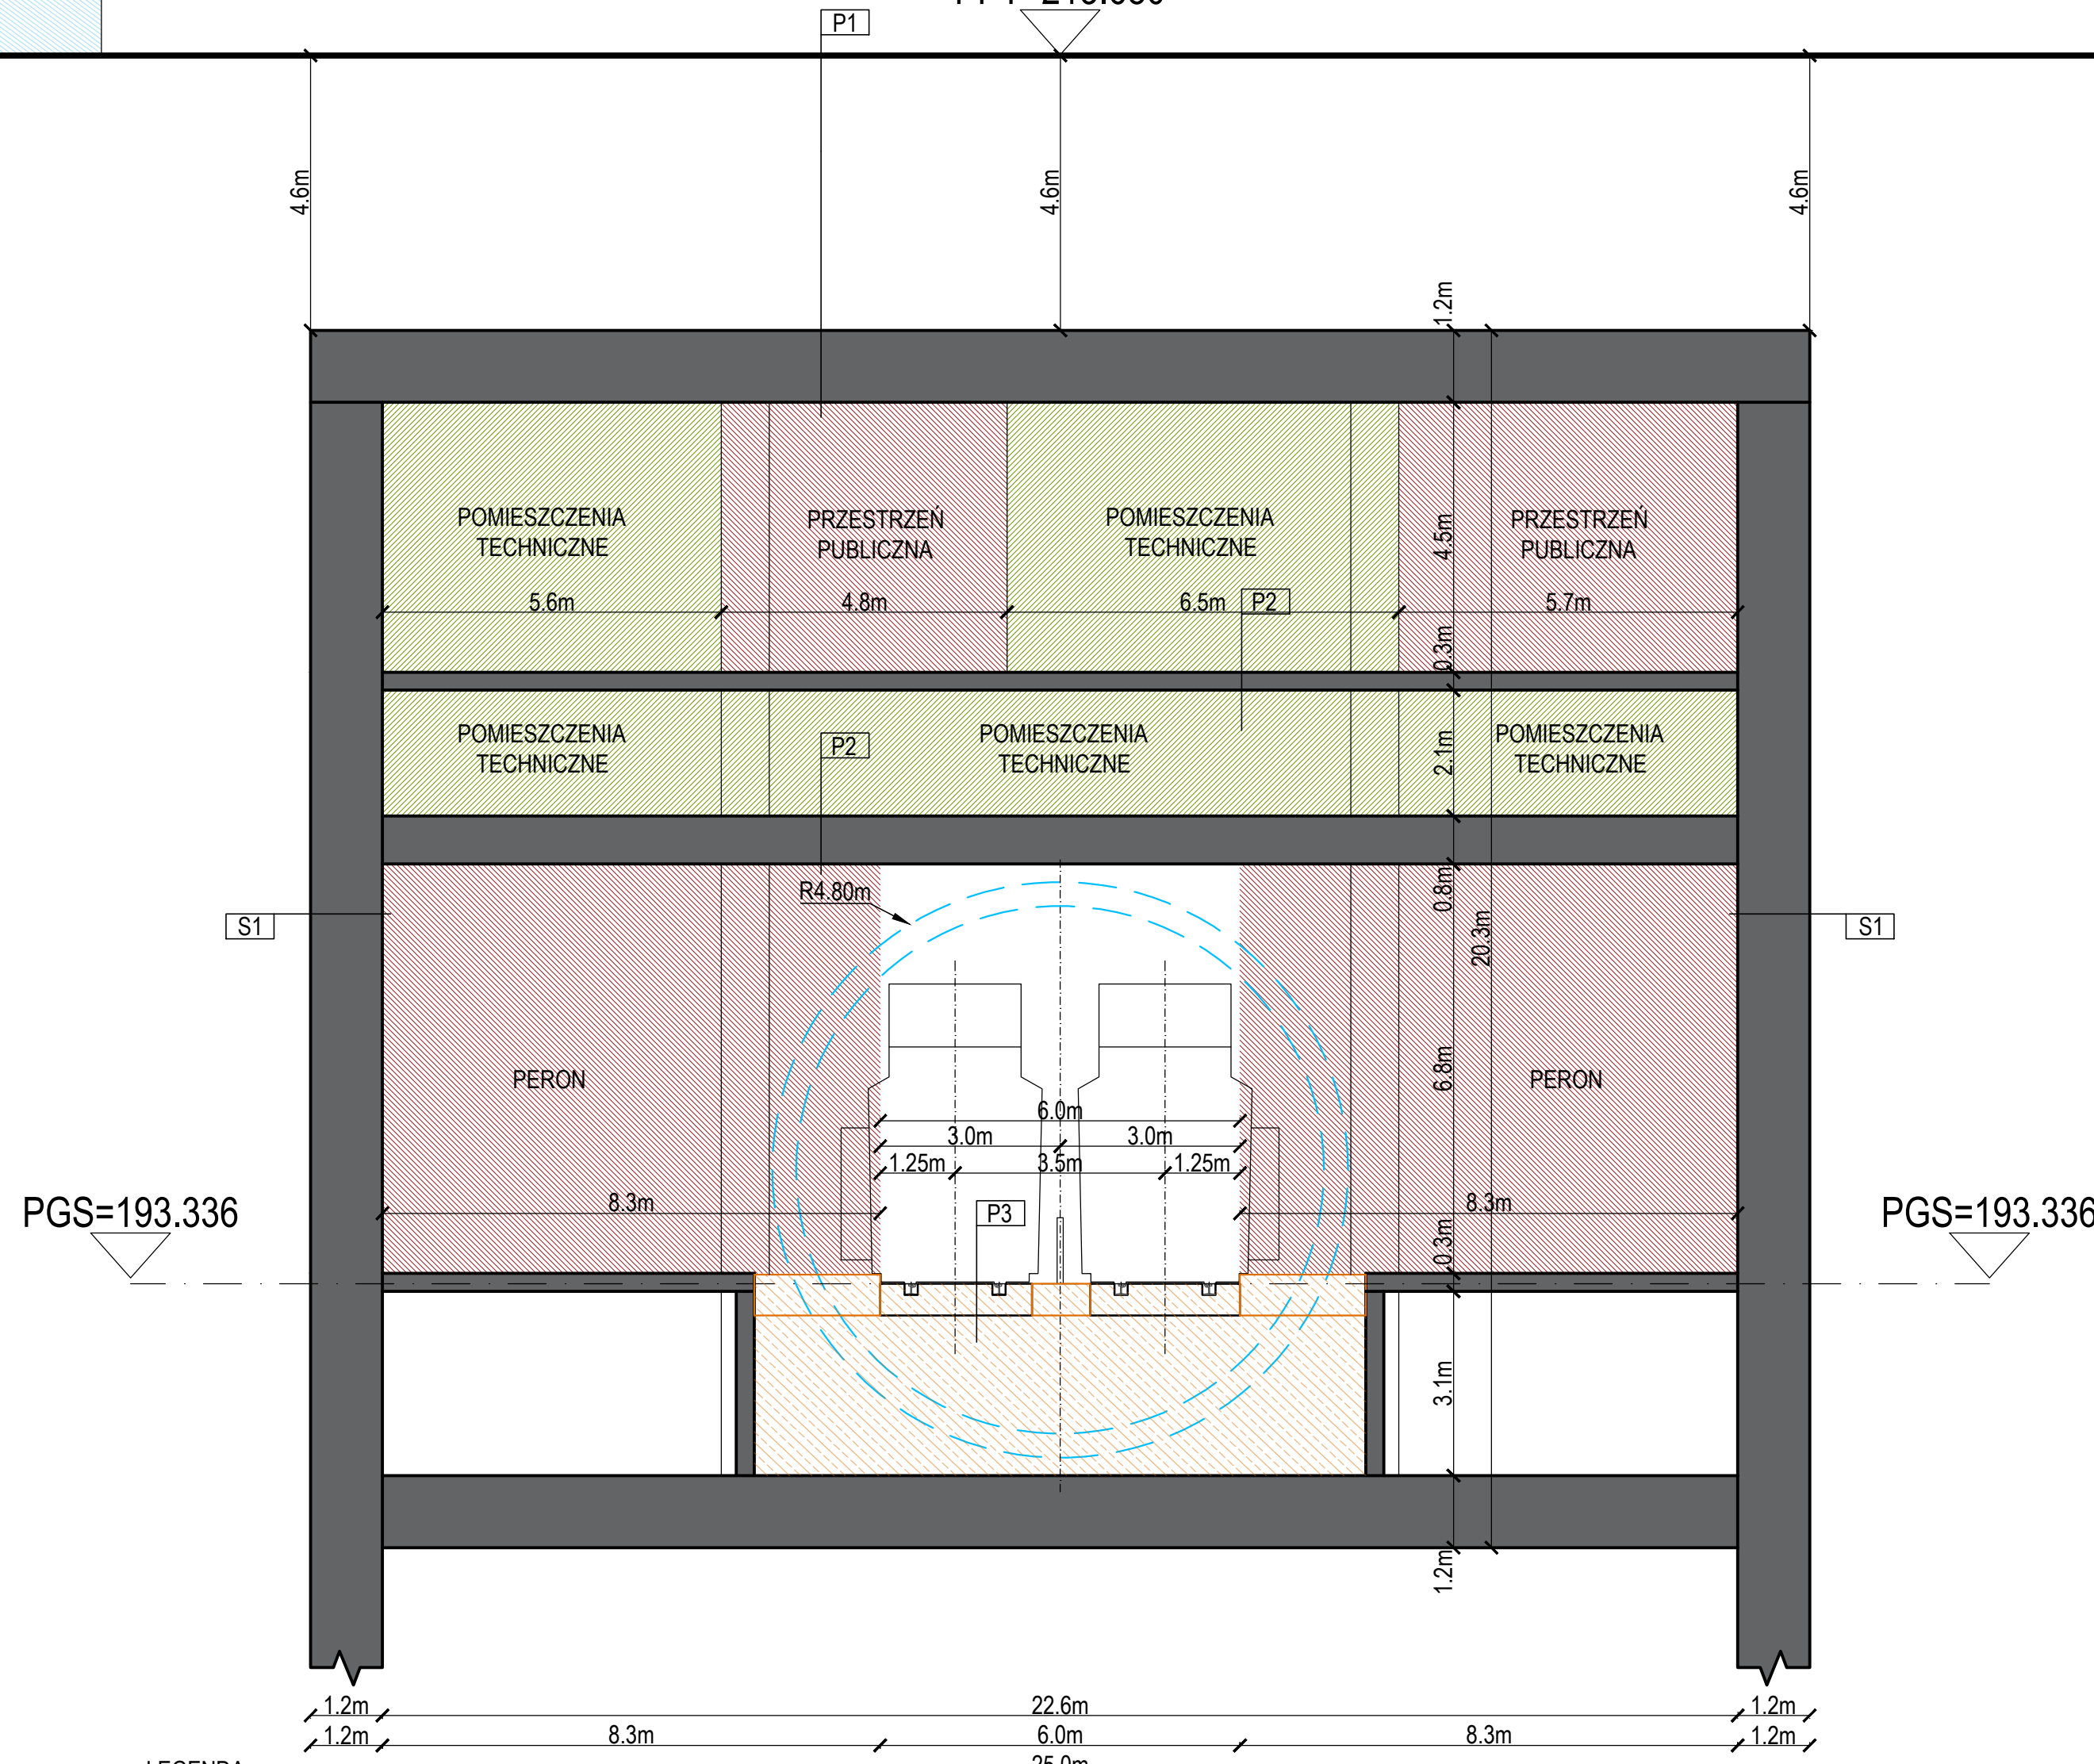 P1
4.6m
4.6m
4.6m
1.2m
POMIESZCZENIA
TECHNICZNE
PRZESTRZEŃ
PUBLICZNA
POMIESZCZENIA
TECHNICZNE
4.5m
PRZESTRZEŃ
PUBLICZNA
5.6m
4.8m
6.5m
P2
5.7m
0.3m
POMIESZCZENIA
TECHNICZNE
P2
POMIESZCZENIA
TECHNICZNE
2.1m
POMIESZCZENIA
TECHNICZNE
R4.80m
0.8m
S1
20.3m
S1
PERON
6.8m
PERON
6.0m
3.0m
3.0m
1.25m
3.5m
1.25m
8.3m
P3
8.3m
PGS=193.336
0.3m
PGS=193.336
3.1m
1.2m
1.2m
22.6m
1.2m
1.2m
8.3m
6.0m
8.3m
1.2m
LEGENDA
25.0m